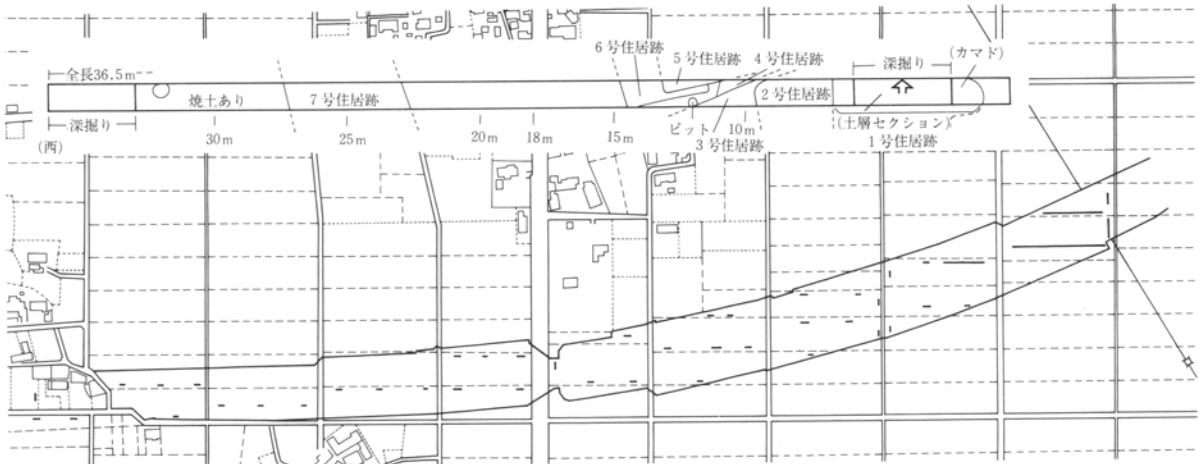 6号住居跡
5号住居跡
4号住居跡
(カマド)
深掘り
全長36.5m
焼土あり
7号住居跡
2号住居跡
深掘り
(西)
30m
25m
20m
18m
15m
ピット
10m
3号住居跡
(土層セクション)
1号住居跡